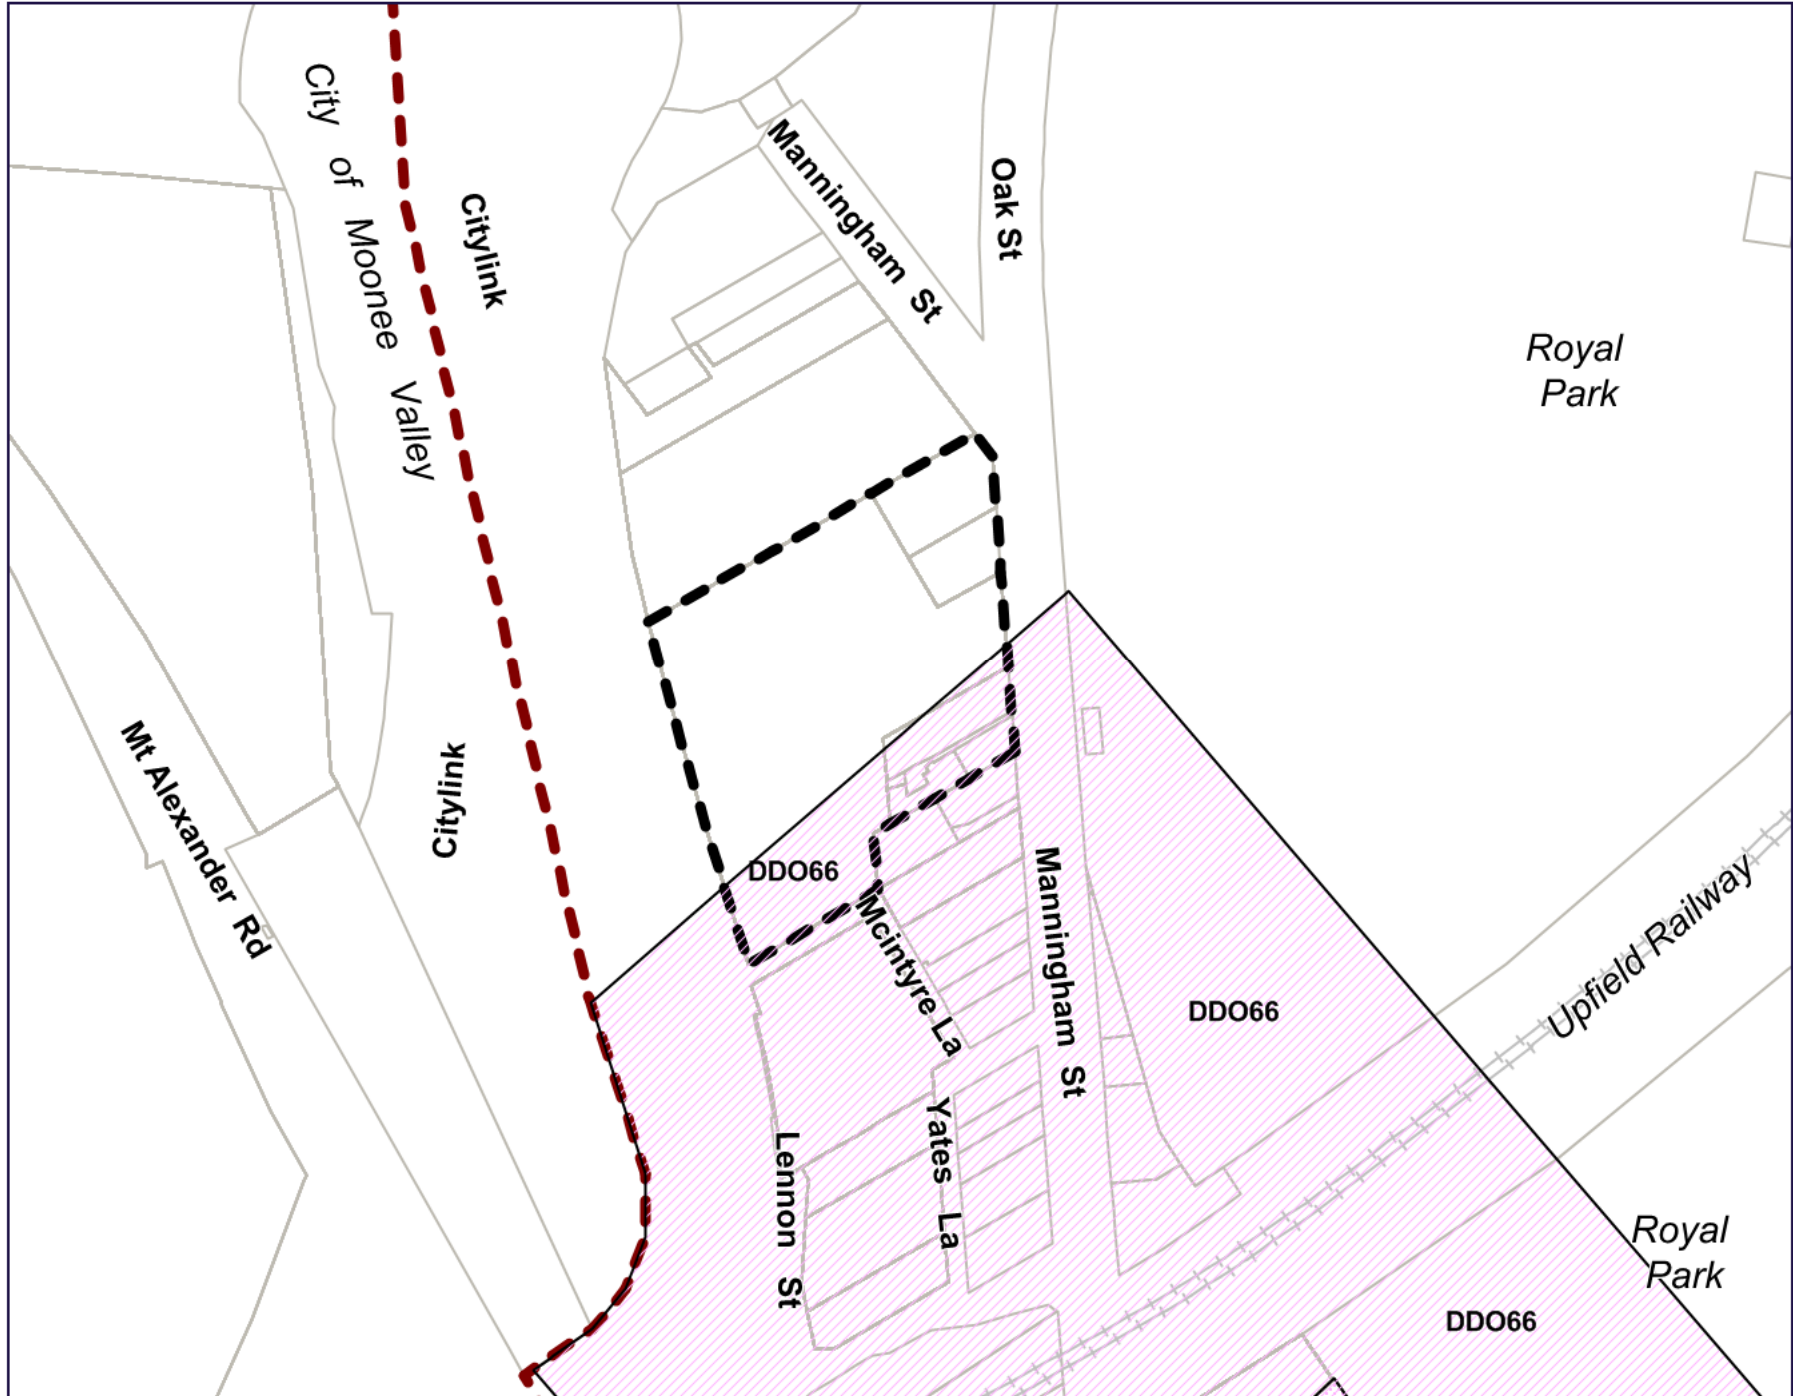 City of Moonee Valley
Citylink
Manningham St
Oak St
Royal
Park
Mt Alexander Rd
Citylink
DDO66
McIntyre La
Manningham St
DDO66
Upfield Railway
Yates La
Lennon St
Royal
Park
DDO66